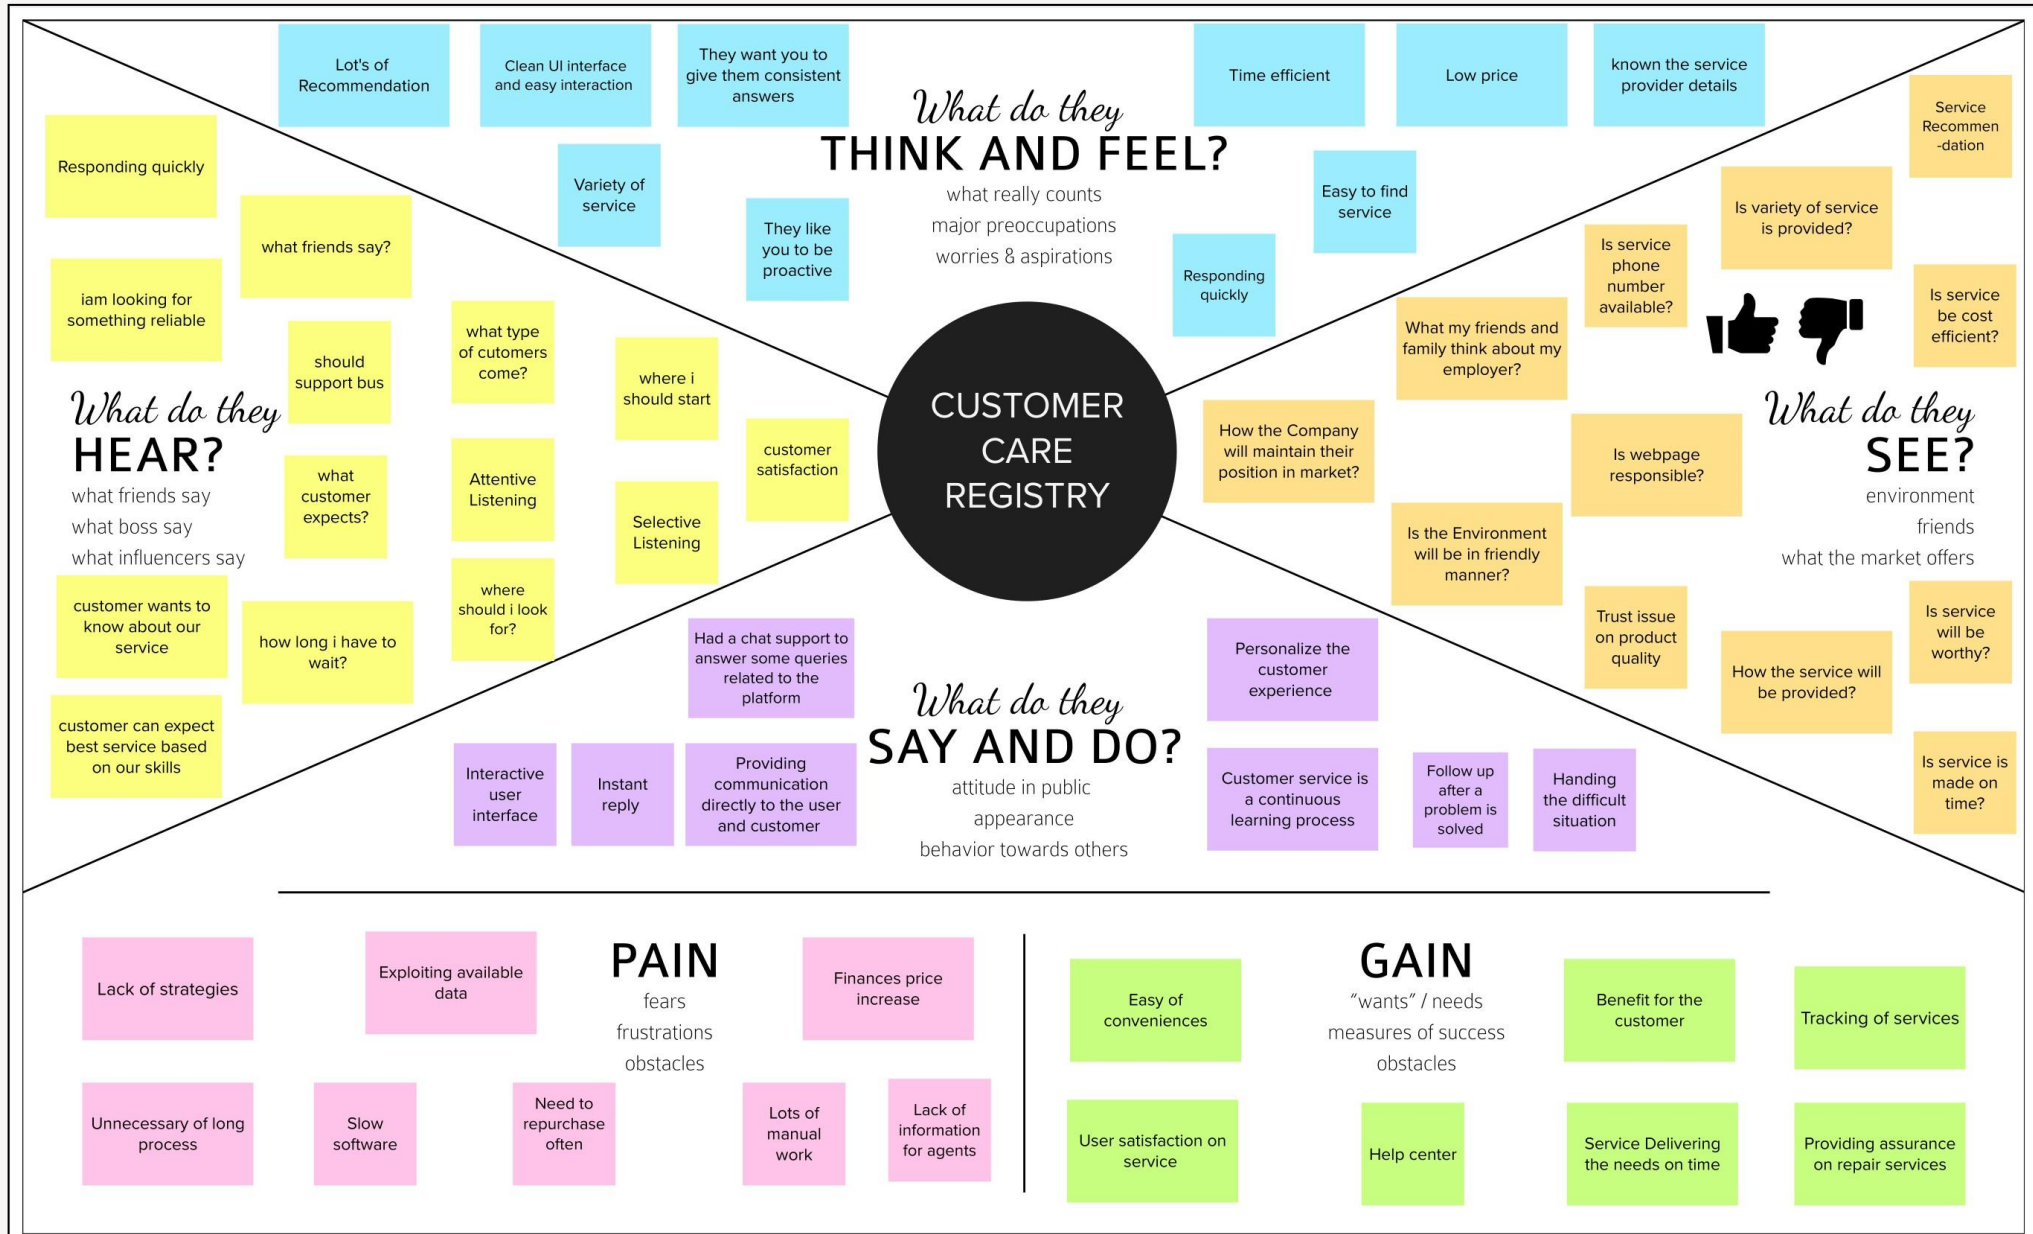 Lot's of
Recommendation
Clean UI interface
and easy interaction
They want you to
give them consistent
answers
Variety of
service
They like
you to be
proactive
What do they
THINK AND FEEL?
what really counts
major preoccupations
worries & aspirations
Time efficient
Low price
known the service
provider details
Easy to find
service
Responding
quickly
Responding quickly
what friends say?
iam looking for
something reliable
should
support bus
what type
of cutomers
come?
where i
should start
customer
satisfaction
What do they
HEAR?
what friends say
what boss say
what influencers say
what
customer
expects?
Attentive
Listening
Selective
Listening
where
should i look
for?
customer wants to
know about our
service
how long i have to
wait?
customer can expect
best service based
on our skills
CUSTOMER
CARE
REGISTRY
Service
Recommen
-dation
Is variety of service
is provided?
Is service
phone
number
available?
Is service
be cost
efficient?
What my friends and
family think about my
employer?
How the Company
will maintain their
position in market?
Is webpage
responsible?
What do they
SEE?
environment
friends
what the market offers
Is the Environment
will be in friendly
manner?
Trust issue
on product
quality
How the service will
be provided?
Is service
will be
worthy?
Is service is
made on
time?
Had a chat support to
answer some queries
related to the
platform
Interactive
user
interface
Instant
reply
Providing
communication
directly to the user
and customer
What do they
SAY AND DO?
attitude in public
appearance
behavior towards others
Personalize the
customer
experience
Customer service is
a continuous
learning process
Follow up
after a
problem is
solved
Handing
the difficult
situation
PAIN
fears
frustrations
obstacles
Lack of strategies
Exploiting available
data
Finances price
increase
Unnecessary of long
process
Slow
software
Need to
repurchase
often
Lots of
manual
work
Lack of
information
for agents
GAIN
“wants” / needs
measures of success
obstacles
Easy of
conveniences
Benefit for the
customer
Tracking of services
User satisfaction on
service
Help center
Service Delivering
the needs on time
Providing assurance
on repair services